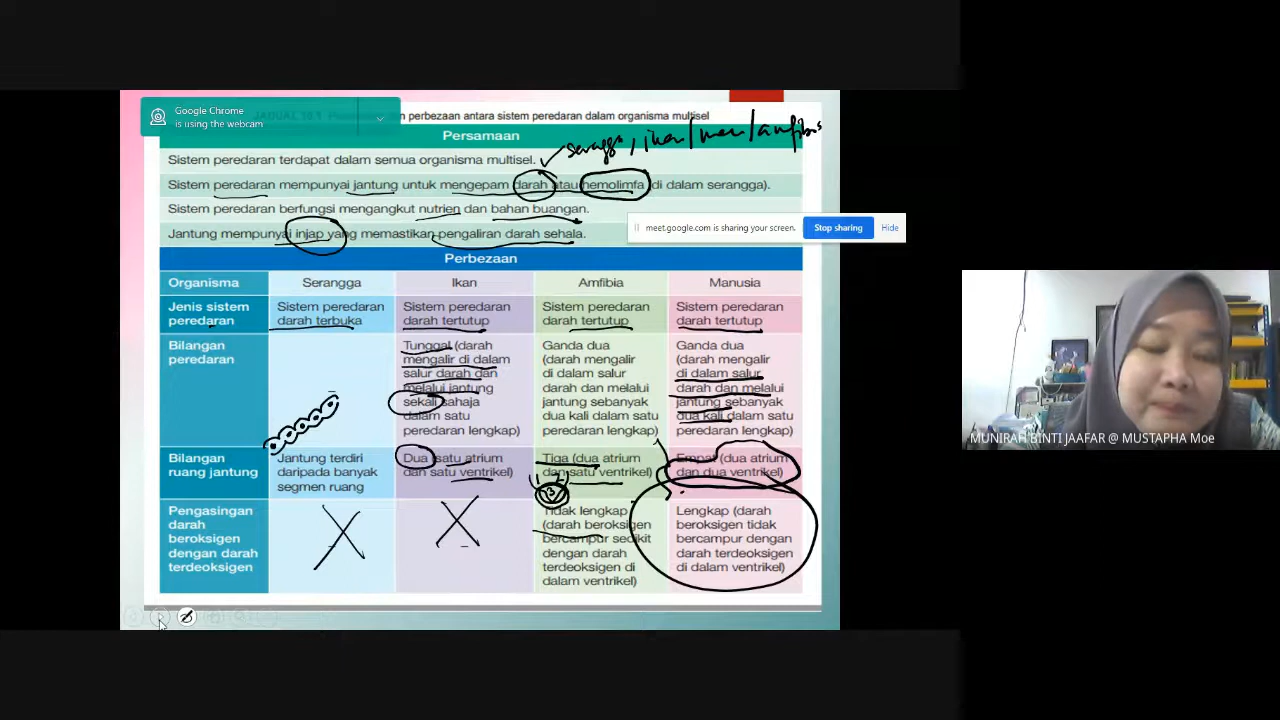 Google Chrome
is using the webcam
perbezaan antara sistem peredaran dalam organisma multisel
Persamaan
Sistem peredaran terdapat dalam semua organisma multisel.
Sistem peredaran mempunyai jantung untuk mengepam darah atau hemolimfa (di dalam serangga).
Sistem peredaran berfungsi mengangkut nutrien dan bahan buangan.
meet.google.com is sharing your screen.
Stop sharing
Hide
Jantung mempunyai injap yang memastikan pengaliran darah sehala.
Perbezaan
Organisma
Serangga
Ikan
Amfibia
Manusia
Jenis sistem
peredaran
Sistem peredaran
darah terbuka
Sistem peredaran
darah tertutup
Sistem peredaran
darah tertutup
Sistem peredaran
darah tertutup
Bilangan
peredaran
Tunggal (darah
mengalir di dalam
salur darah dan
melalui jantung
sekali sahaja
dalam satu
peredaran lengkap)
Ganda dua
(darah mengalir
di dalam salur
darah dan melalui
jantung sebanyak
dua kali dalam satu
peredaran lengkap)
Ganda dua
(darah mengalir
di dalam salur
darah dan melalui
jantung sebanyak
dua kali dalam satu
peredaran lengkap)
Bilangan
ruang jantung
Jantung terdiri
daripada banyak
segmen ruang
Dua (satu atrium
dan satu ventrikel)
Tiga (dua atrium
dan satu ventrikel)
Empat (dua atrium
dan dua ventrikel)
Pengasingan
darah
beroksigen
dengan darah
terdeoksigen
Tidak lengkap
(darah beroksigen
bercampur sedikit
dengan darah
terdeoksigen di
dalam ventrikel)
Lengkap (darah
beroksigen tidak
bercampur dengan
darah terdeoksigen
di dalam ventrikel)
MUNIRAH BINTI JAAFAR @ MUSTAPHA Moe